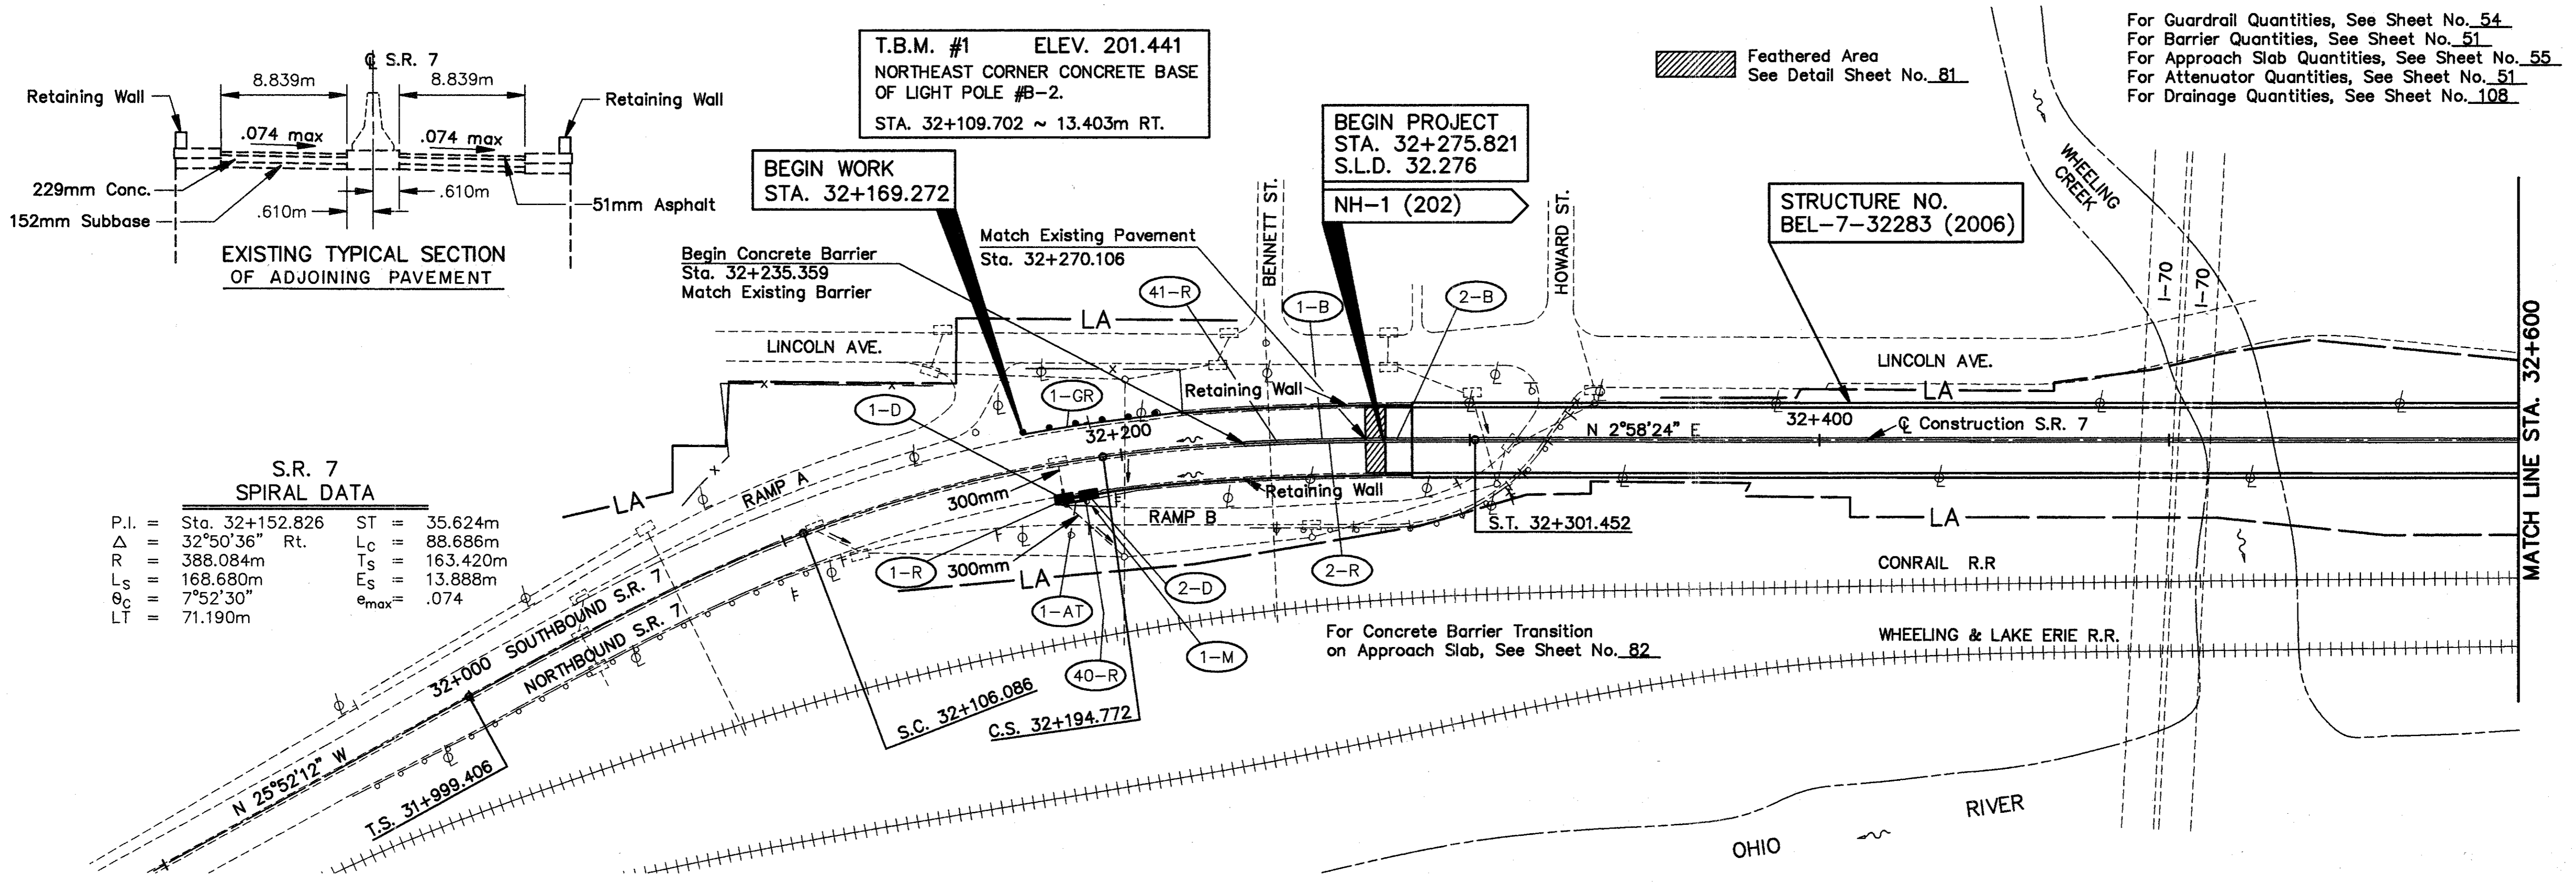 ℄ S.R. 7
8.839m 8.839m
Retaining Wall
Retaining Wall
.074 max
.074 max
229mm Conc.
.610m
51mm Asphalt
152mm Subbase
.610m
EXISTING TYPICAL SECTION
OF ADJOINING PAVEMENT
T.B.M. #1 ELEV. 201.441
NORTHEAST CORNER CONCRETE BASE
OF LIGHT POLE #B-2.
STA. 32+109.702 ~ 13.403m RT.
BEGIN WORK
STA. 32+169.272
BEGIN PROJECT
STA. 32+275.821
S.L.D. 32.276
NH-1 (202)
Feathered Area
See Detail Sheet No. 81
For Guardrail Quantities, See Sheet No. 54
For Barrier Quantities, See Sheet No. 51
For Approach Slab Quantities, See Sheet No. 55
For Attenuator Quantities, See Sheet No. 51
For Drainage Quantities, See Sheet No. 108
STRUCTURE NO.
BEL-7-32283 (2006)
WHEELING
CREEK
I-70
I-70
MATCH LINE STA. 32+600
Begin Concrete Barrier
Sta. 32+235.359
Match Existing Barrier
Match Existing Pavement
Sta. 32+270.106
BENNETT ST.
HOWARD ST.
41-R
1-B
2-B
LA
LINCOLN AVE.
LINCOLN AVE.
1-D
1-GR
Retaining Wall
LA
32+200
32+400
N 2°58'24" E
℄ Construction S.R. 7
RAMP A
LA
300mm
Retaining Wall
RAMP B
S.T. 32+301.452
LA
1-R
300mm
LA
2-R
2-D
1-AT
1-M
40-R
CONRAIL R.R
WHEELING & LAKE ERIE R.R.
For Concrete Barrier Transition
on Approach Slab, See Sheet No. 82
S.R. 7
SPIRAL DATA
P.I. = Sta. 32+152.826 ST = 35.624m
Δ = 32°50'36" Rt. LC = 88.686m
R = 388.084m TS = 163.420m
LS = 168.680m ES = 13.888m
θC = 7°52'30" emax= .074
LT = 71.190m
32+000 SOUTHBOUND S.R. 7
NORTHBOUND S.R. 7
S.C. 32+106.086
C.S. 32+194.772
N 25°52'12" W
T.S. 31+999.406
OHIO RIVER